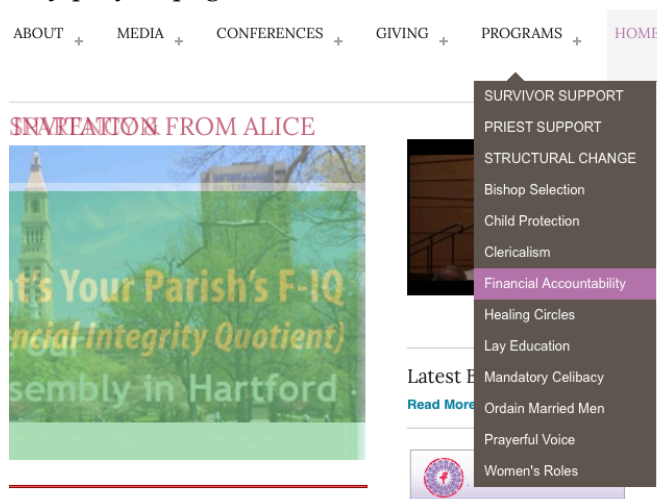 ABOUT + MEDIA + CONFERENCES + GIVING + PROGRAMS + HOME
SURVIVOR SUPPORT
PRIEST SUPPORT
STRUCTURAL CHANGE
Bishop Selection
Child Protection
Clericalism
Financial Accountability
Healing Circles
Lay Education
Mandatory Celibacy
Ordain Married Men
Prayerful Voice
Women's Roles
INVITATION FROM ALICE
t's Your Parish's F-IQ
ncial Integrity Quotient)
our
sembly in Hartford
Latest
Read More